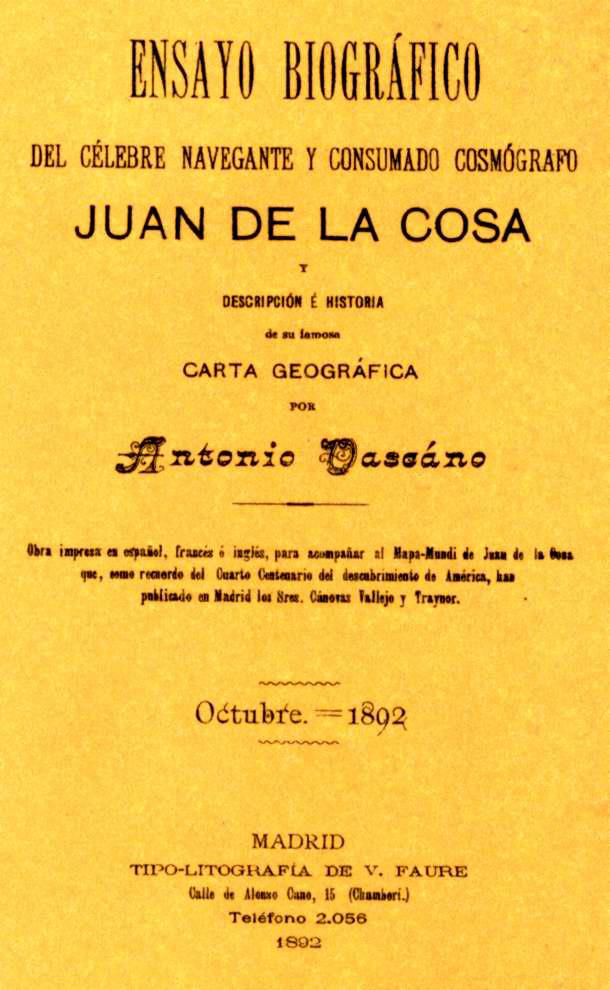 ENSAYO BIOGRÁFICO
DEL CÉLEBRE NAVEGANTE Y CONSUMADO COSMÓGRAFO
JUAN DE LA COSA
Y
DESCRIPCIÓN É HISTORIA
de su famosa
CARTA GEOGRÁFICA
POR
Antonio Vascáno
Obra impresa en español, francés é inglés, para acompañar al Mapa-Mundi de Juan de la Cosa
que, como recuerdo del Cuarto Centenario del descubrimiento de América, han
publicado en Madrid los Sres. Cánovas Vallejo y Traynor.
Octubre.=1892
MADRID
TIPO-LITOGRAFÍA DE V. FAURE
Calle de Alonso Cano, 15 (Chamberí.)
Teléfono 2.056
1892